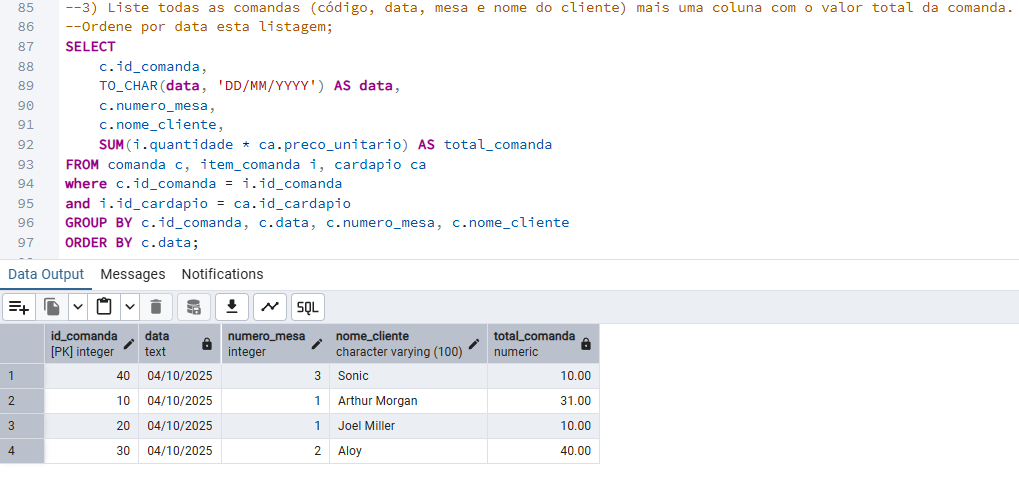 85 --3) Liste todas as comandas (código, data, mesa e nome do cliente) mais uma coluna com o valor total da comanda.
86 --Ordene por data esta listagem;
87 SELECT
88 c.id_comanda,
89 TO_CHAR(data, 'DD/MM/YYYY') AS data,
90 c.numero_mesa,
91 c.nome_cliente,
92 SUM(i.quantidade * ca.preco_unitario) AS total_comanda
93 FROM comanda c, item_comanda i, cardapio ca
94 where c.id_comanda = i.id_comanda
95 and i.id_cardapio = ca.id_cardapio
96 GROUP BY c.id_comanda, c.data, c.numero_mesa, c.nome_cliente
97 ORDER BY c.data;
Data Output Messages Notifications
SQL
id_comanda data numero_mesa nome_cliente total_comanda
[PK] integer text integer character varying (100) numeric
1 40 04/10/2025 3 Sonic 10.00
2 10 04/10/2025 1 Arthur Morgan 31.00
3 20 04/10/2025 1 Joel Miller 10.00
4 30 04/10/2025 2 Aloy 40.00